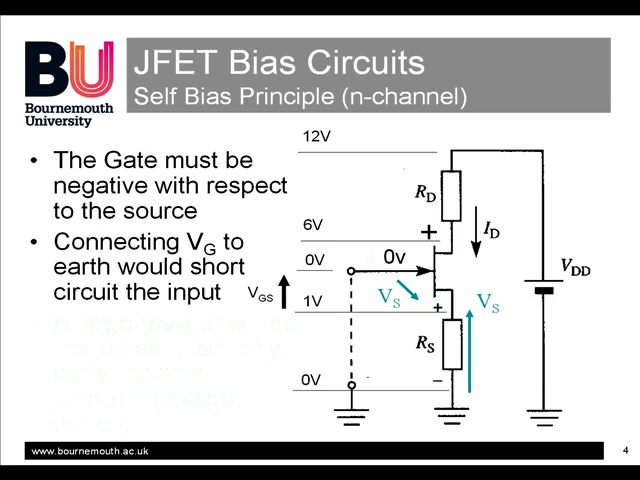 BU
Bournemouth
University
JFET Bias Circuits
Self Bias Principle (n-channel)
• The Gate must be
negative with respect
to the source
• Connecting VG to
earth would short
circuit the input
12V
RD
6V
+
ID
0V
0v
VDD
VGS
VS
1V
+
VS
RS
0V
–
www.bournemouth.ac.uk
4